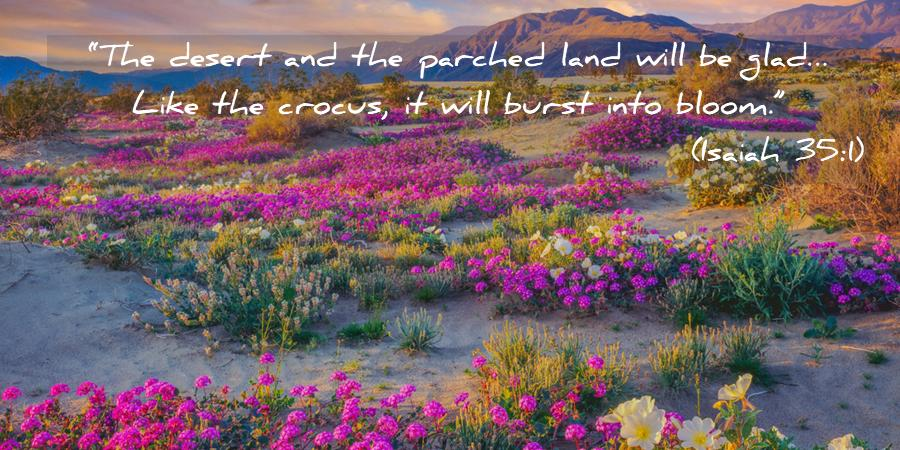 “The desert and the parched land will be glad...
Like the crocus, it will burst into bloom.”
(Isaiah 35:1)